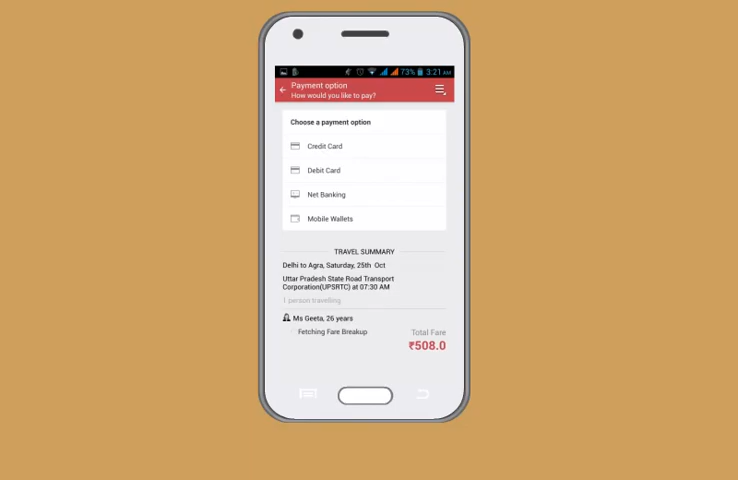 73% 3:21 AM
Payment option
How would you like to pay?
Choose a payment option
Credit Card
Debit Card
Net Banking
Mobile Wallets
TRAVEL SUMMARY
Delhi to Agra, Saturday, 25th Oct
Uttar Pradesh State Road Transport
Corporation(UPSRTC) at 07:30 AM
1 person travelling
Ms Geeta, 26 years
Fetching Fare Breakup
Total Fare
₹508.0